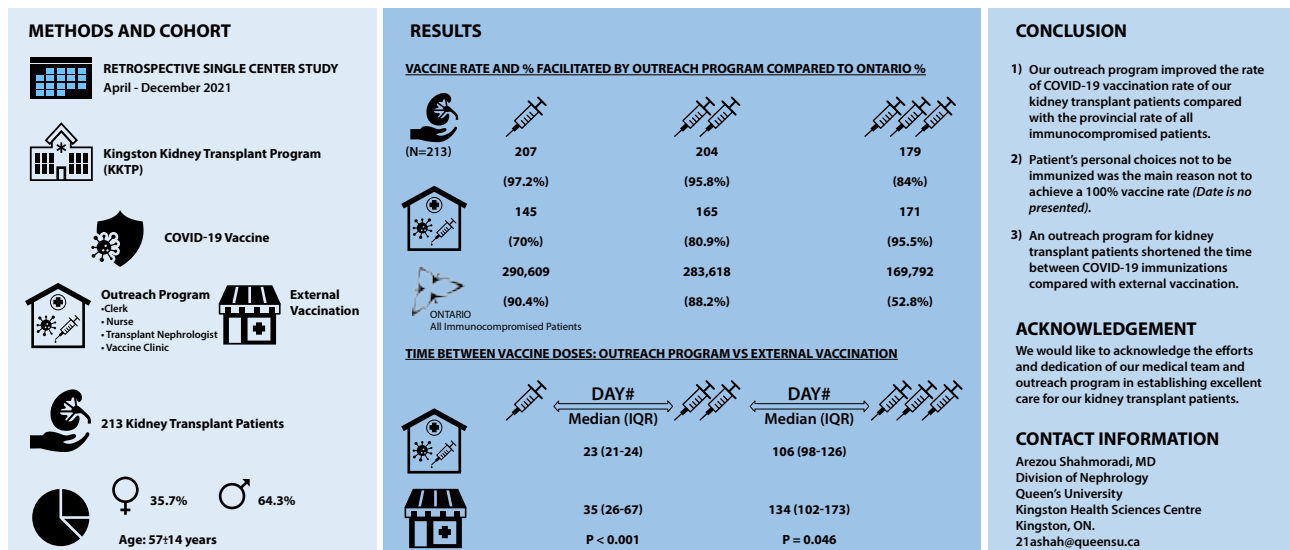 METHODS AND COHORT
RETROSPECTIVE SINGLE CENTER STUDY
April - December 2021
Kingston Kidney Transplant Program
(KKTP)
COVID-19 Vaccine
Outreach Program
•Clerk
• Nurse
• Transplant Nephrologist
• Vaccine Clinic
External
Vaccination
213 Kidney Transplant Patients
35.7%
64.3%
Age: 57±14 years
RESULTS
VACCINE RATE AND % FACILITATED BY OUTREACH PROGRAM COMPARED TO ONTARIO %
(N=213)
207
204
179
(97.2%)
(95.8%)
(84%)
145
165
171
(70%)
(80.9%)
(95.5%)
290,609
283,618
169,792
(90.4%)
(88.2%)
(52.8%)
ONTARIO
All Immunocompromised Patients
TIME BETWEEN VACCINE DOSES: OUTREACH PROGRAM VS EXTERNAL VACCINATION
DAY#
DAY#
Median (IQR)
Median (IQR)
23 (21-24)
106 (98-126)
35 (26-67)
134 (102-173)
P < 0.001
P = 0.046
CONCLUSION
1) Our outreach program improved the rate
of COVID-19 vaccination rate of our
kidney transplant patients compared
with the provincial rate of all
immunocompromised patients.
2) Patient's personal choices not to be
immunized was the main reason not to
achieve a 100% vaccine rate (Date is no
presented).
3) An outreach program for kidney
transplant patients shortened the time
between COVID-19 immunizations
compared with external vaccination.
ACKNOWLEDGEMENT
We would like to acknowledge the efforts
and dedication of our medical team and
outreach program in establishing excellent
care for our kidney transplant patients.
CONTACT INFORMATION
Arezou Shahmoradi, MD
Division of Nephrology
Queen's University
Kingston Health Sciences Centre
Kingston, ON.
21ashah@queensu.ca